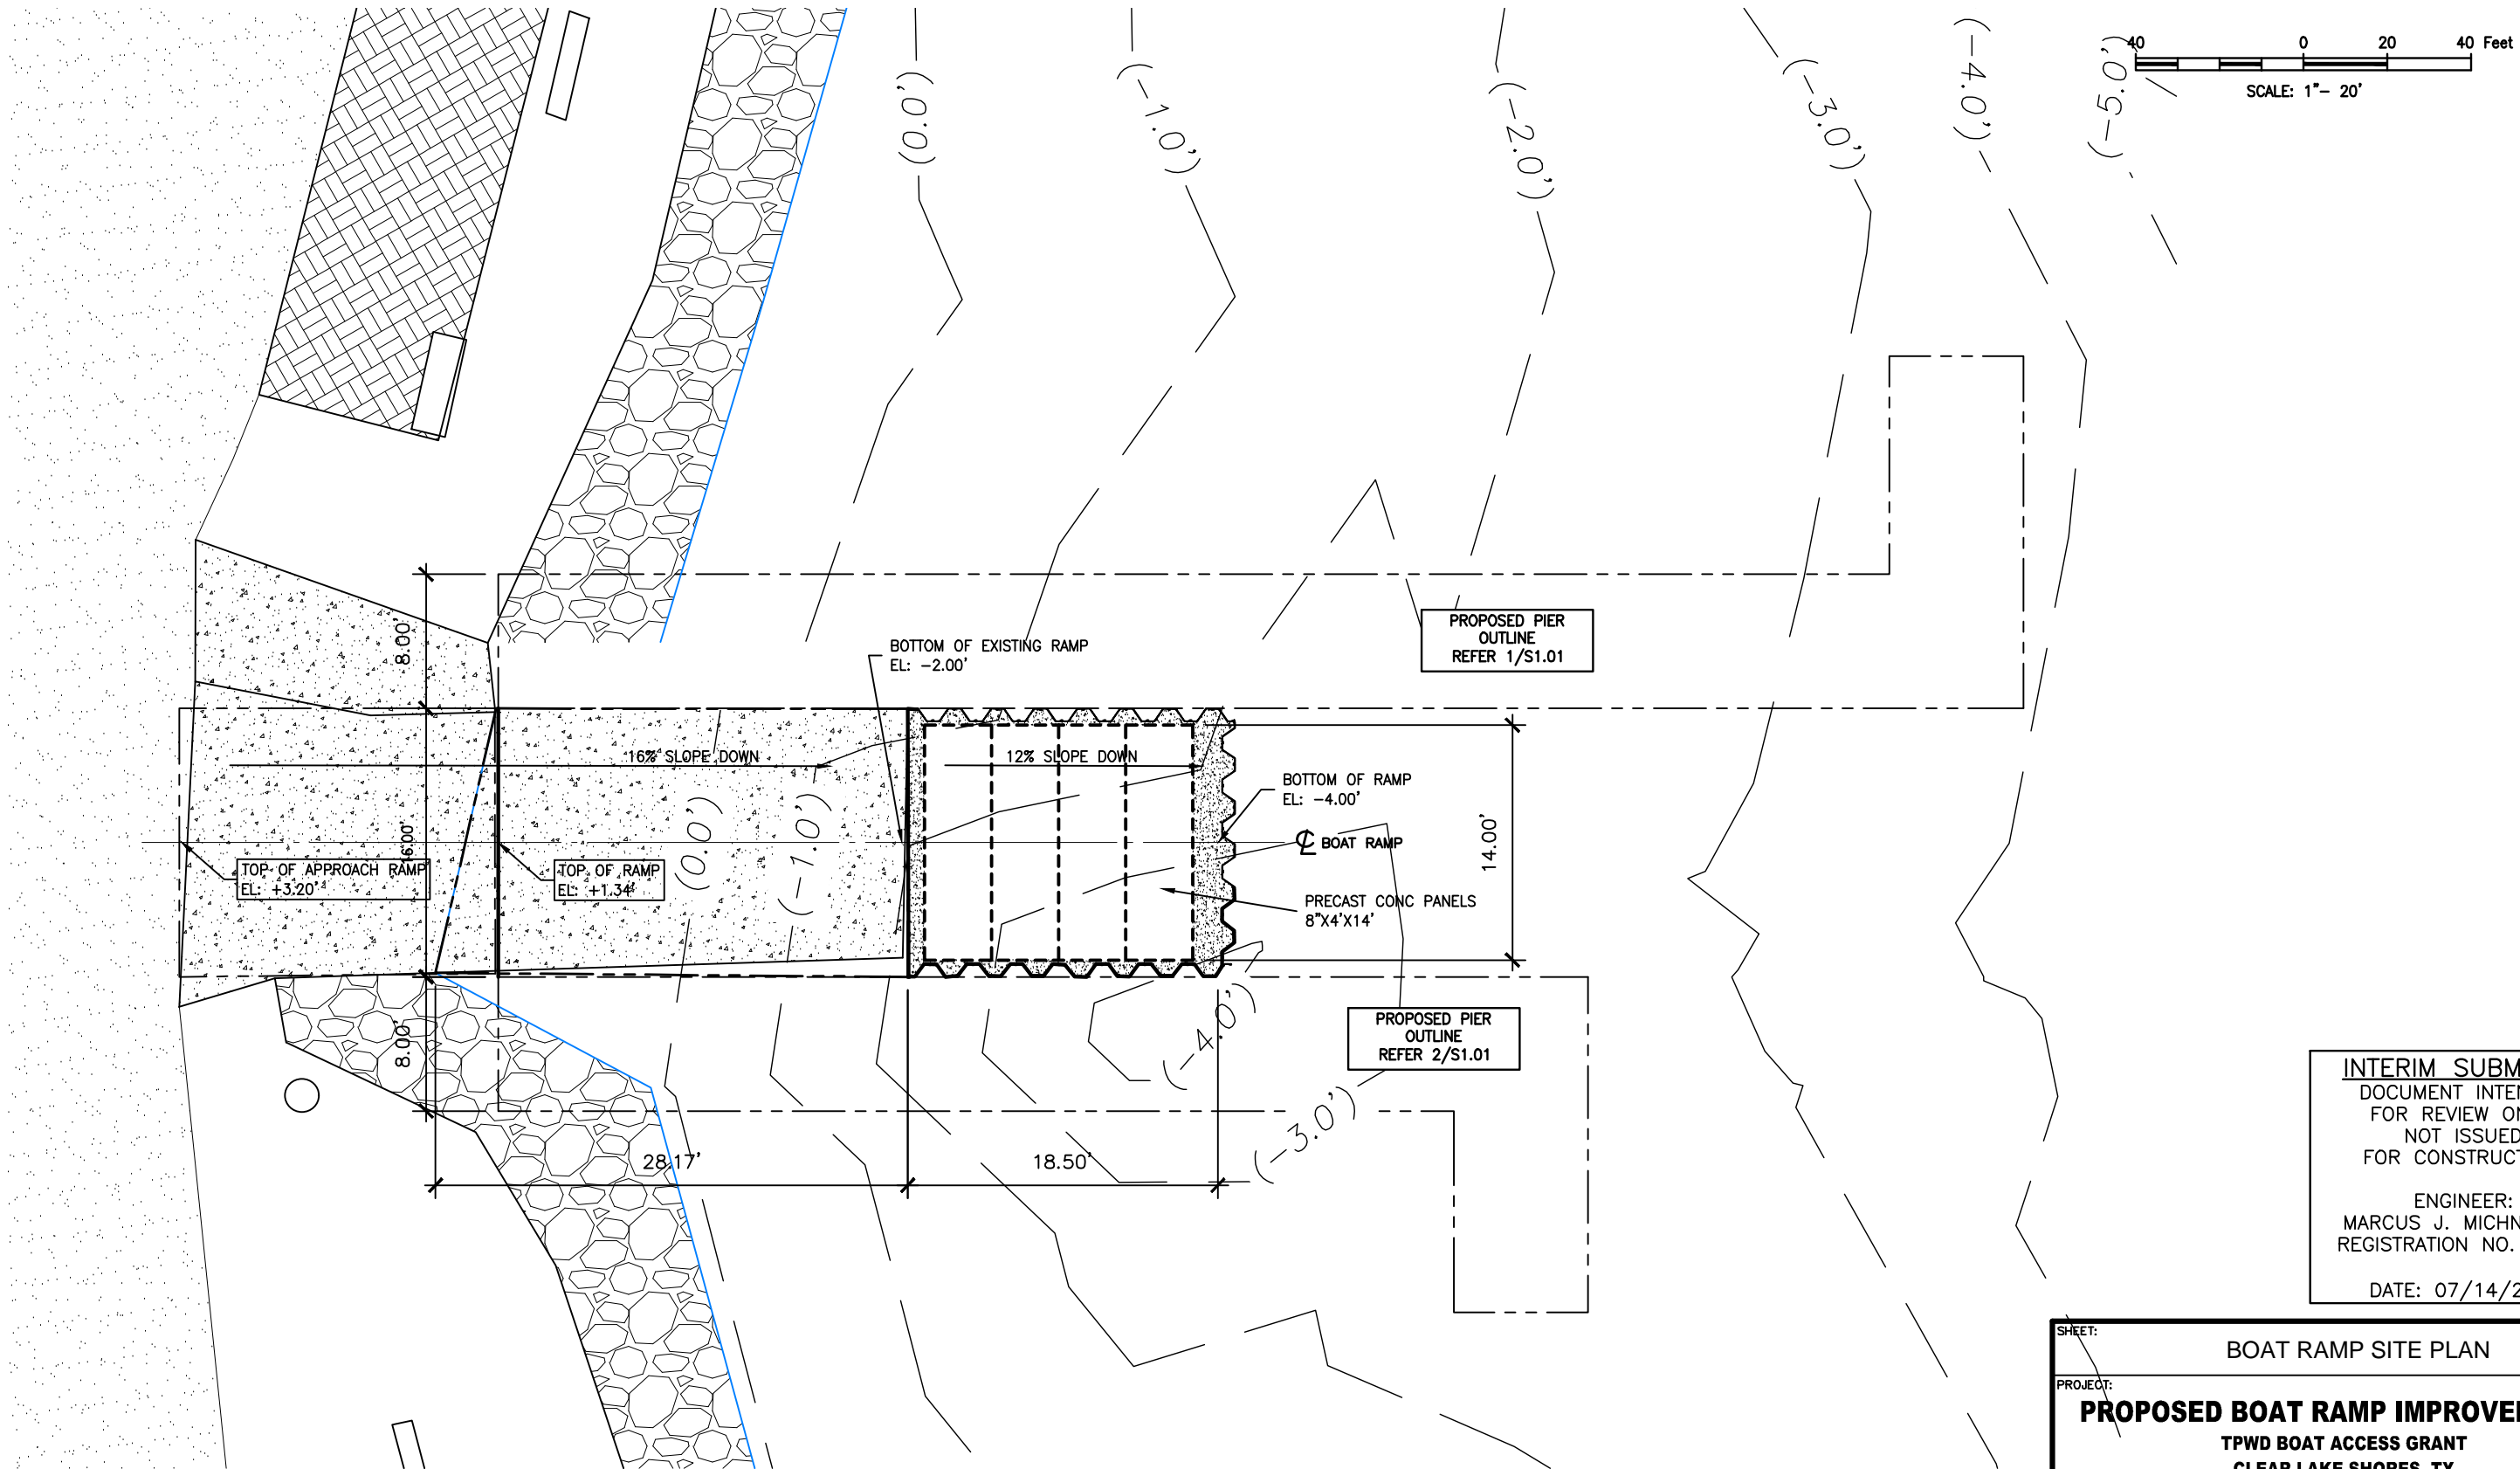 40 0 20 40 Feet
SCALE: 1"- 20'
(0.0')
(-1.0')
(-2.0')
(-3.0')
(-4.0')
(-5.0')
8.00'
BOTTOM OF EXISTING RAMP
EL: -2.00'
PROPOSED PIER
OUTLINE
REFER 1/S1.01
16% SLOPE DOWN
12% SLOPE DOWN
BOTTOM OF RAMP
EL: -4.00'
BOAT RAMP
14.00'
16.00'
(0.0')
(-1.0')
TOP OF APPROACH RAMP
EL: +3.20'
TOP OF RAMP
EL: +1.34'
PRECAST CONC PANELS
8"X4'X14'
8.00'
(-4.0')
PROPOSED PIER
OUTLINE
REFER 2/S1.01
(-3.0')
28.17'
18.50'
INTERIM SUBM
DOCUMENT INTE
FOR REVIEW O
NOT ISSUED
FOR CONSTRUCT
ENGINEER:
MARCUS J. MICHN
REGISTRATION NO.
DATE: 07/14/2
SHEET:
BOAT RAMP SITE PLAN
PROJECT:
PROPOSED BOAT RAMP IMPROVE
TPWD BOAT ACCESS GRANT
CLEAR LAKE SHORES, TX